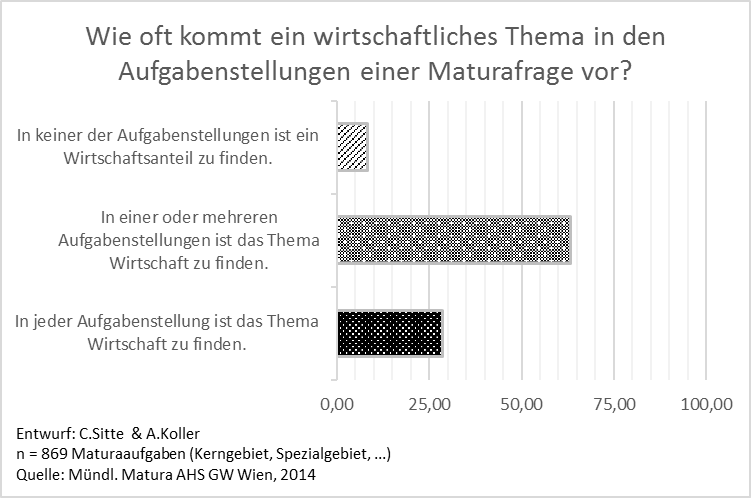 Wie oft kommt ein wirtschaftliches Thema in den
Aufgabenstellungen einer Maturafrage vor?
In keiner der Aufgabenstellungen ist ein
Wirtschaftsanteil zu finden.
In einer oder mehreren
Aufgabenstellungen ist das Thema
Wirtschaft zu finden.
In jeder Aufgabenstellung ist das Thema
Wirtschaft zu finden.
0,00 25,00 50,00 75,00 100,00
Entwurf: C.Sitte & A.Koller
n = 869 Maturaaufgaben (Kerngebiet, Spezialgebiet, ...)
Quelle: Mündl. Matura AHS GW Wien, 2014